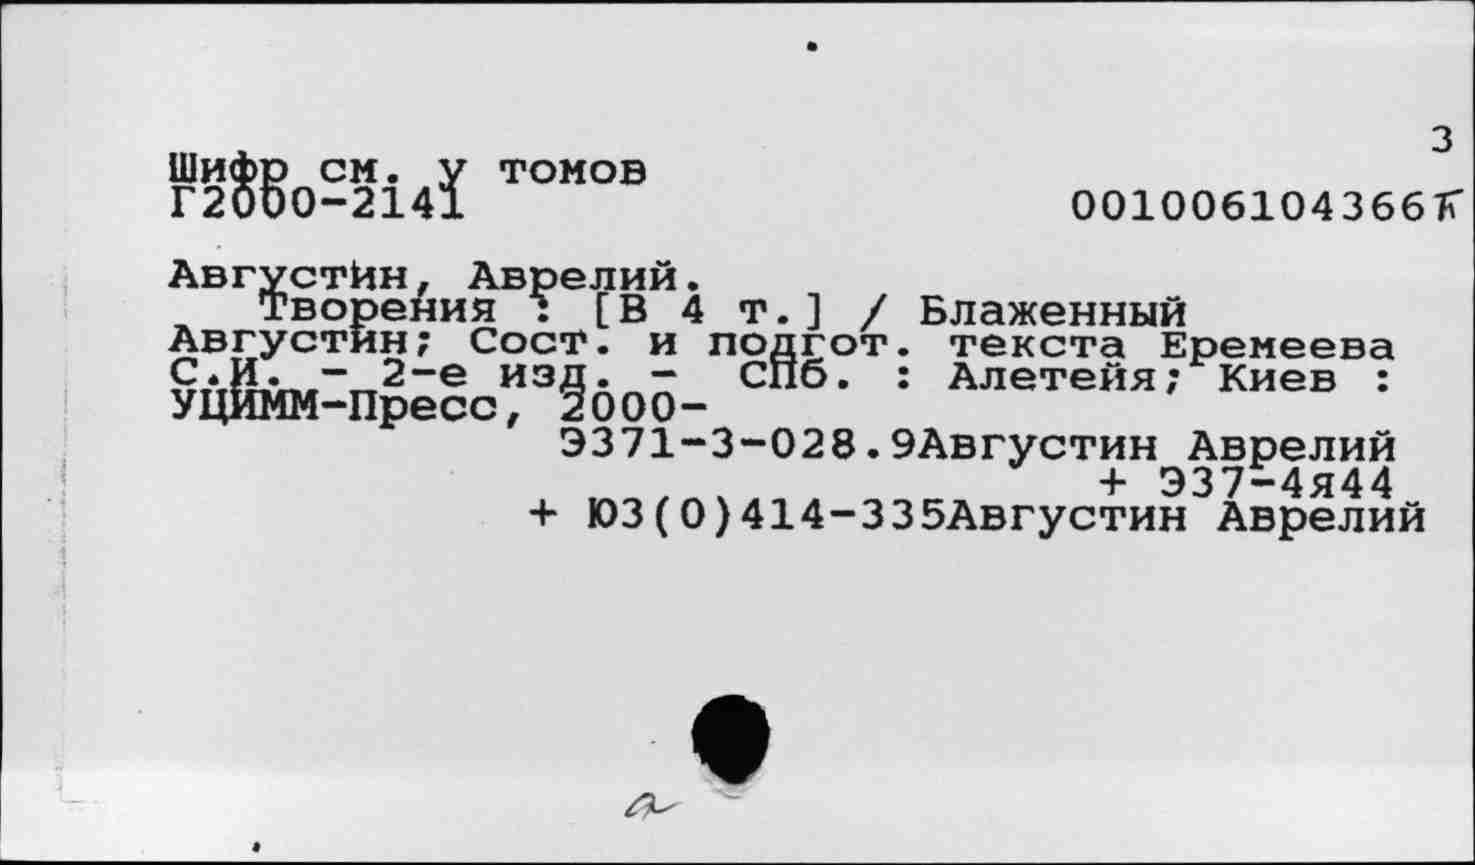 3
Шифр см. у томов
Г2000-2141
001006104366
Августин, Аврелий.
Творения : [В 4 т.] / Блаженный
Августин; Сост. и подгот. текста Еремеева
С.И. - 2-е изд. - СПб. : Алетейя; Киев :
УЦИММ-Пресс, 2000-
Э371-3-028.9Августин Аврелий
+ Э37-4я44
+ Ю3(0)414-335Августин Аврелий